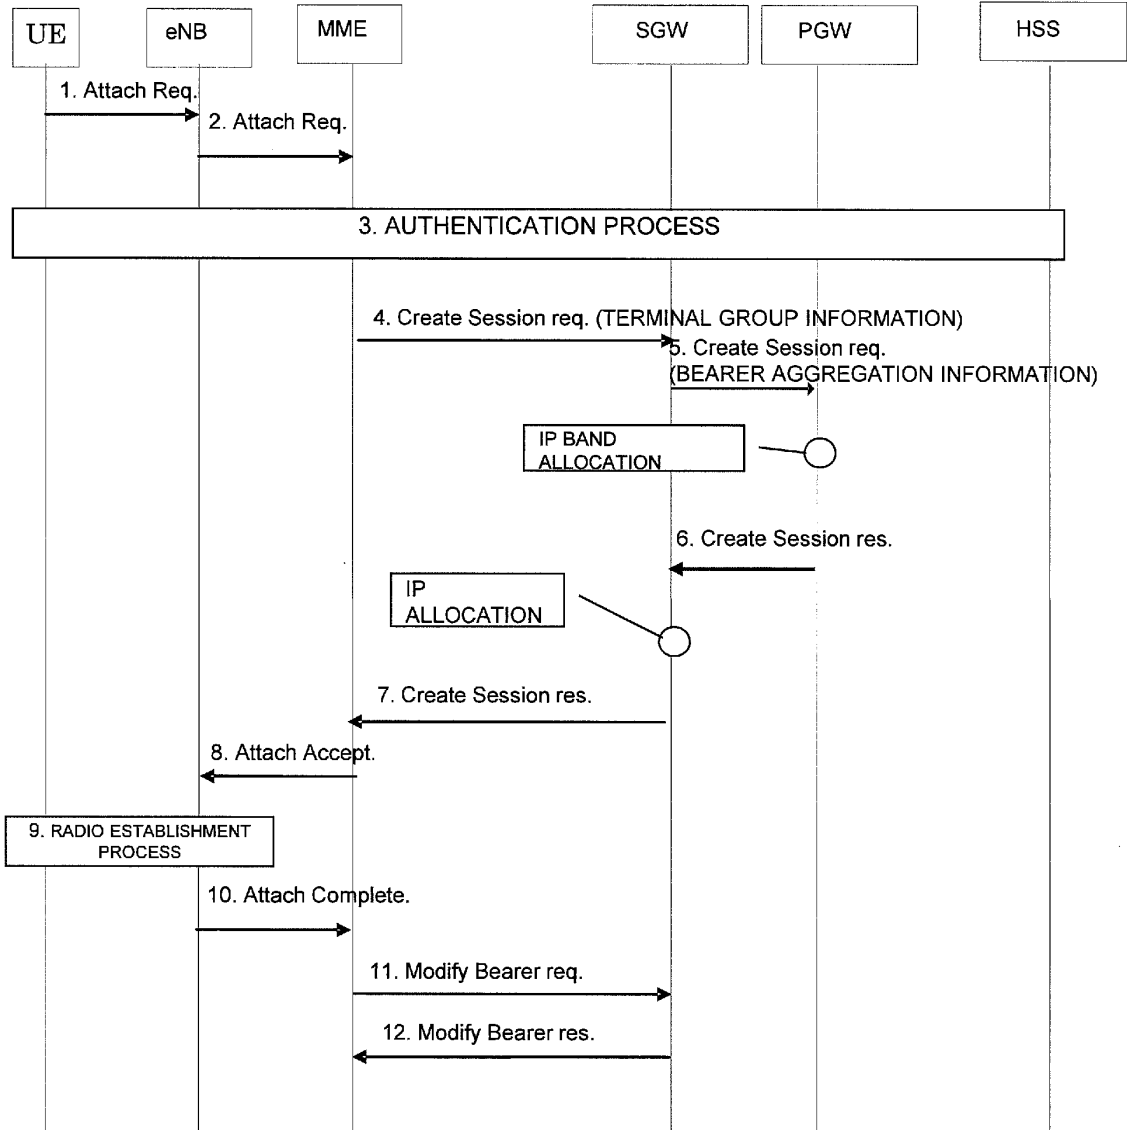 UE
eNB
MME
SGW
PGW
HSS
1. Attach Req.
2. Attach Req.
3. AUTHENTICATION PROCESS
4. Create Session req. (TERMINAL GROUP INFORMATION)
5. Create Session req.
(BEARER AGGREGATION INFORMATION)
IP BAND
ALLOCATION
6. Create Session res.
IP
ALLOCATION
7. Create Session res.
8. Attach Accept.
9. RADIO ESTABLISHMENT
PROCESS
10. Attach Complete.
11. Modify Bearer req.
12. Modify Bearer res.